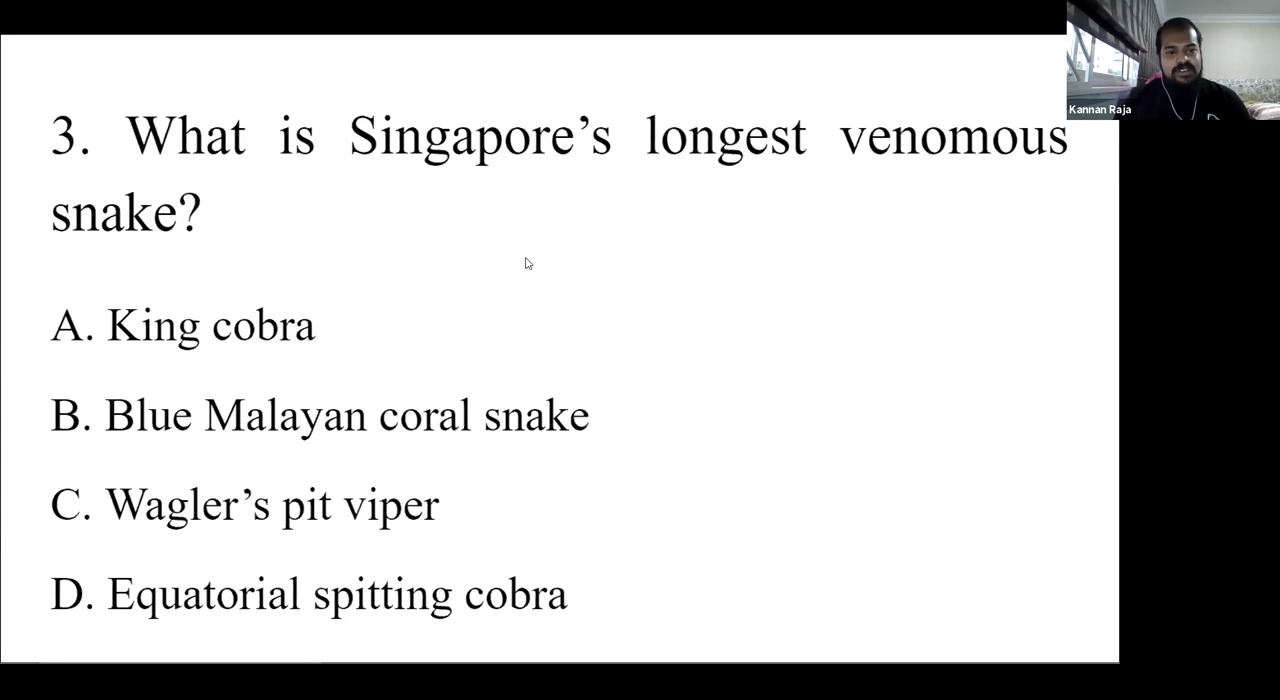 Kannan Raja
3. What is Singapore’s longest venomous
snake?
A. King cobra
B. Blue Malayan coral snake
C. Wagler’s pit viper
D. Equatorial spitting cobra